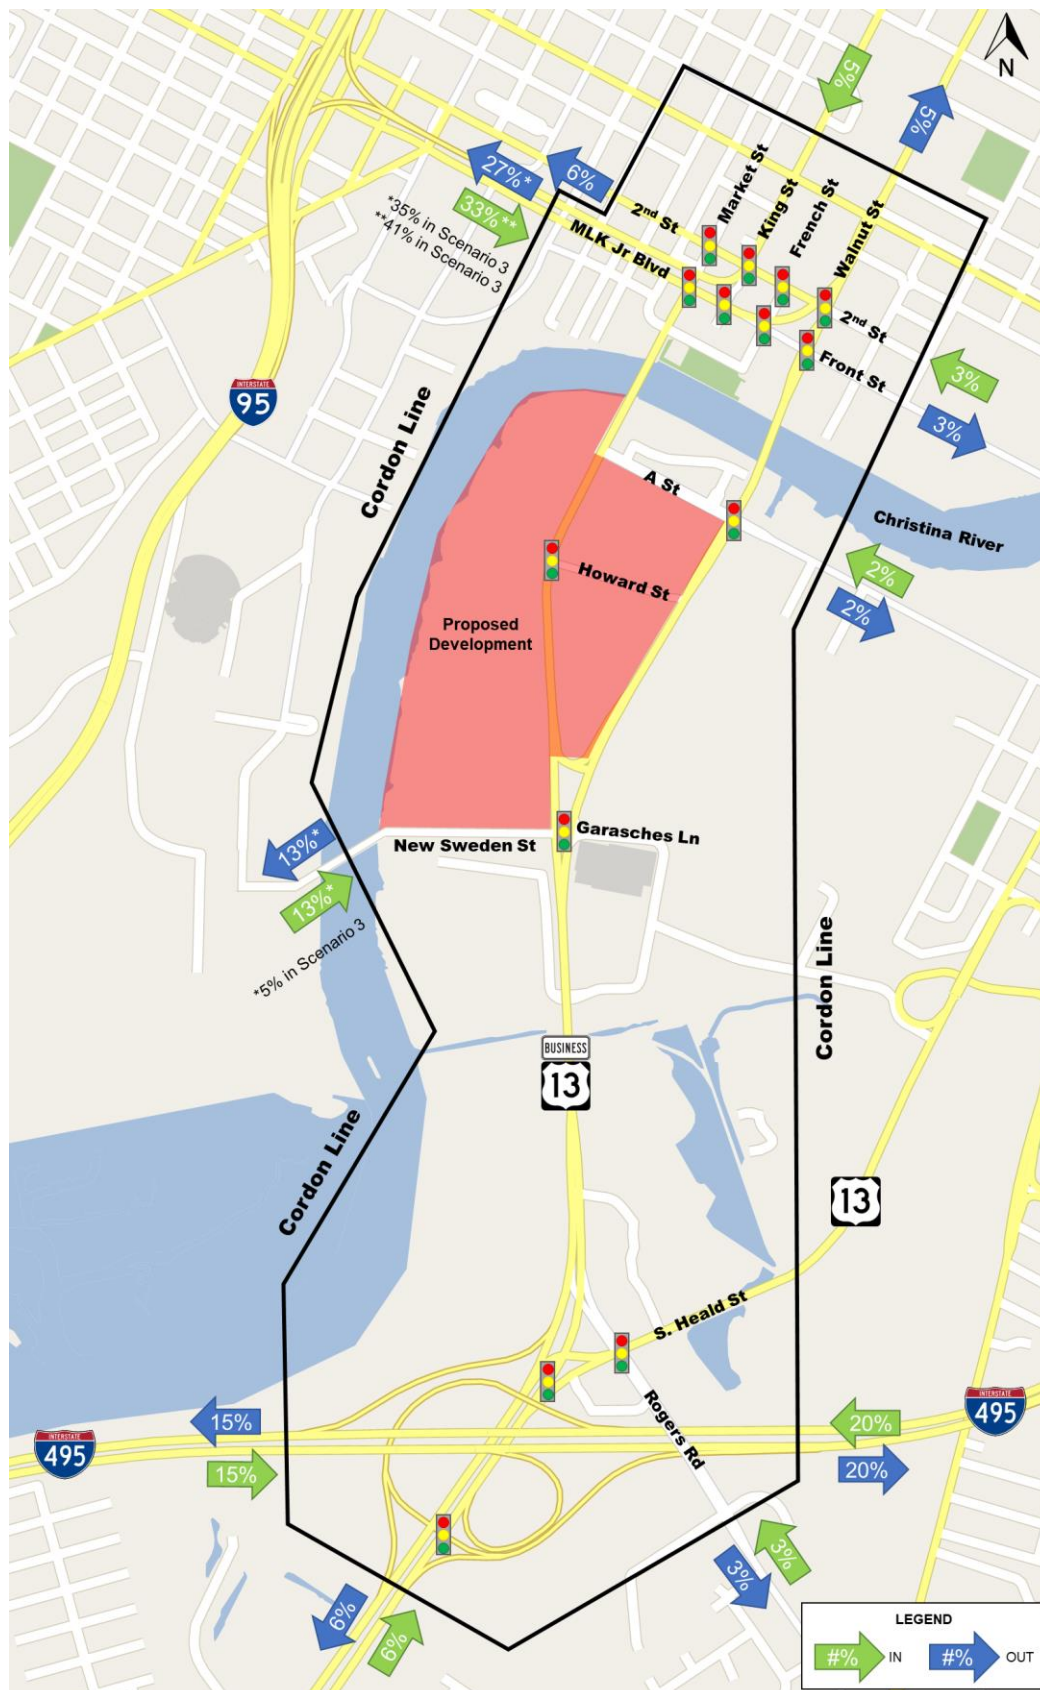 N
5%
5%
27%*
6%
33%**
*35% in Scenario 3
**41% in Scenario 3
Market St
King St
French St
Walnut St
2nd St
MLK Jr Blvd
2nd St
Front St
3%
3%
INTERSTATE
95
Cordon Line
A St
Christina River
2%
2%
Howard St
Proposed
Development
13%*
13%*
*5% in Scenario 3
New Sweden St
Garasches Ln
Cordon Line
BUSINESS
13
Cordon Line
13
S. Heald St
Rogers Rd
15%
15%
INTERSTATE
495
20%
20%
INTERSTATE
495
3%
3%
6%
6%
LEGEND
#% IN
#% OUT